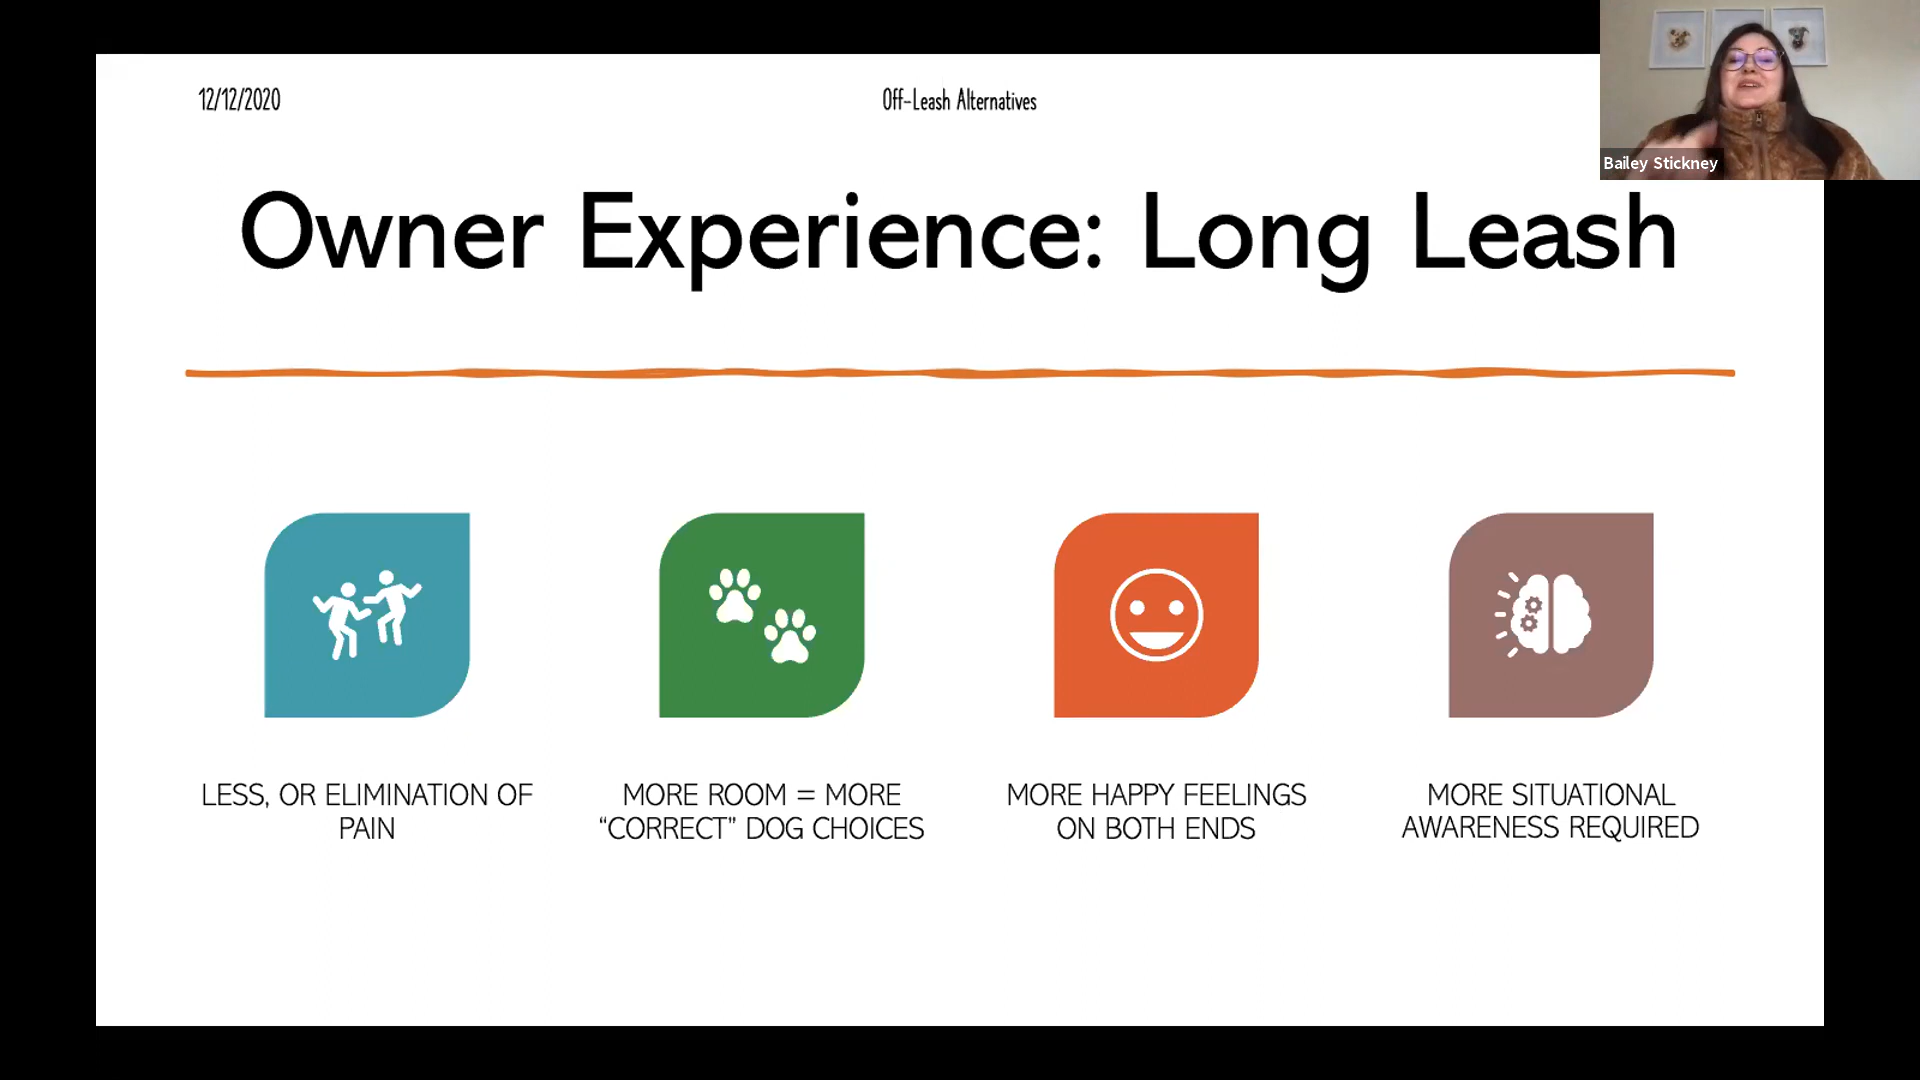 12/12/2020
Off-Leash Alternatives
Bailey Stickney
Owner Experience: Long Leash
LESS, OR ELIMINATION OF
PAIN
MORE ROOM = MORE
“CORRECT” DOG CHOICES
MORE HAPPY FEELINGS
ON BOTH ENDS
MORE SITUATIONAL
AWARENESS REQUIRED